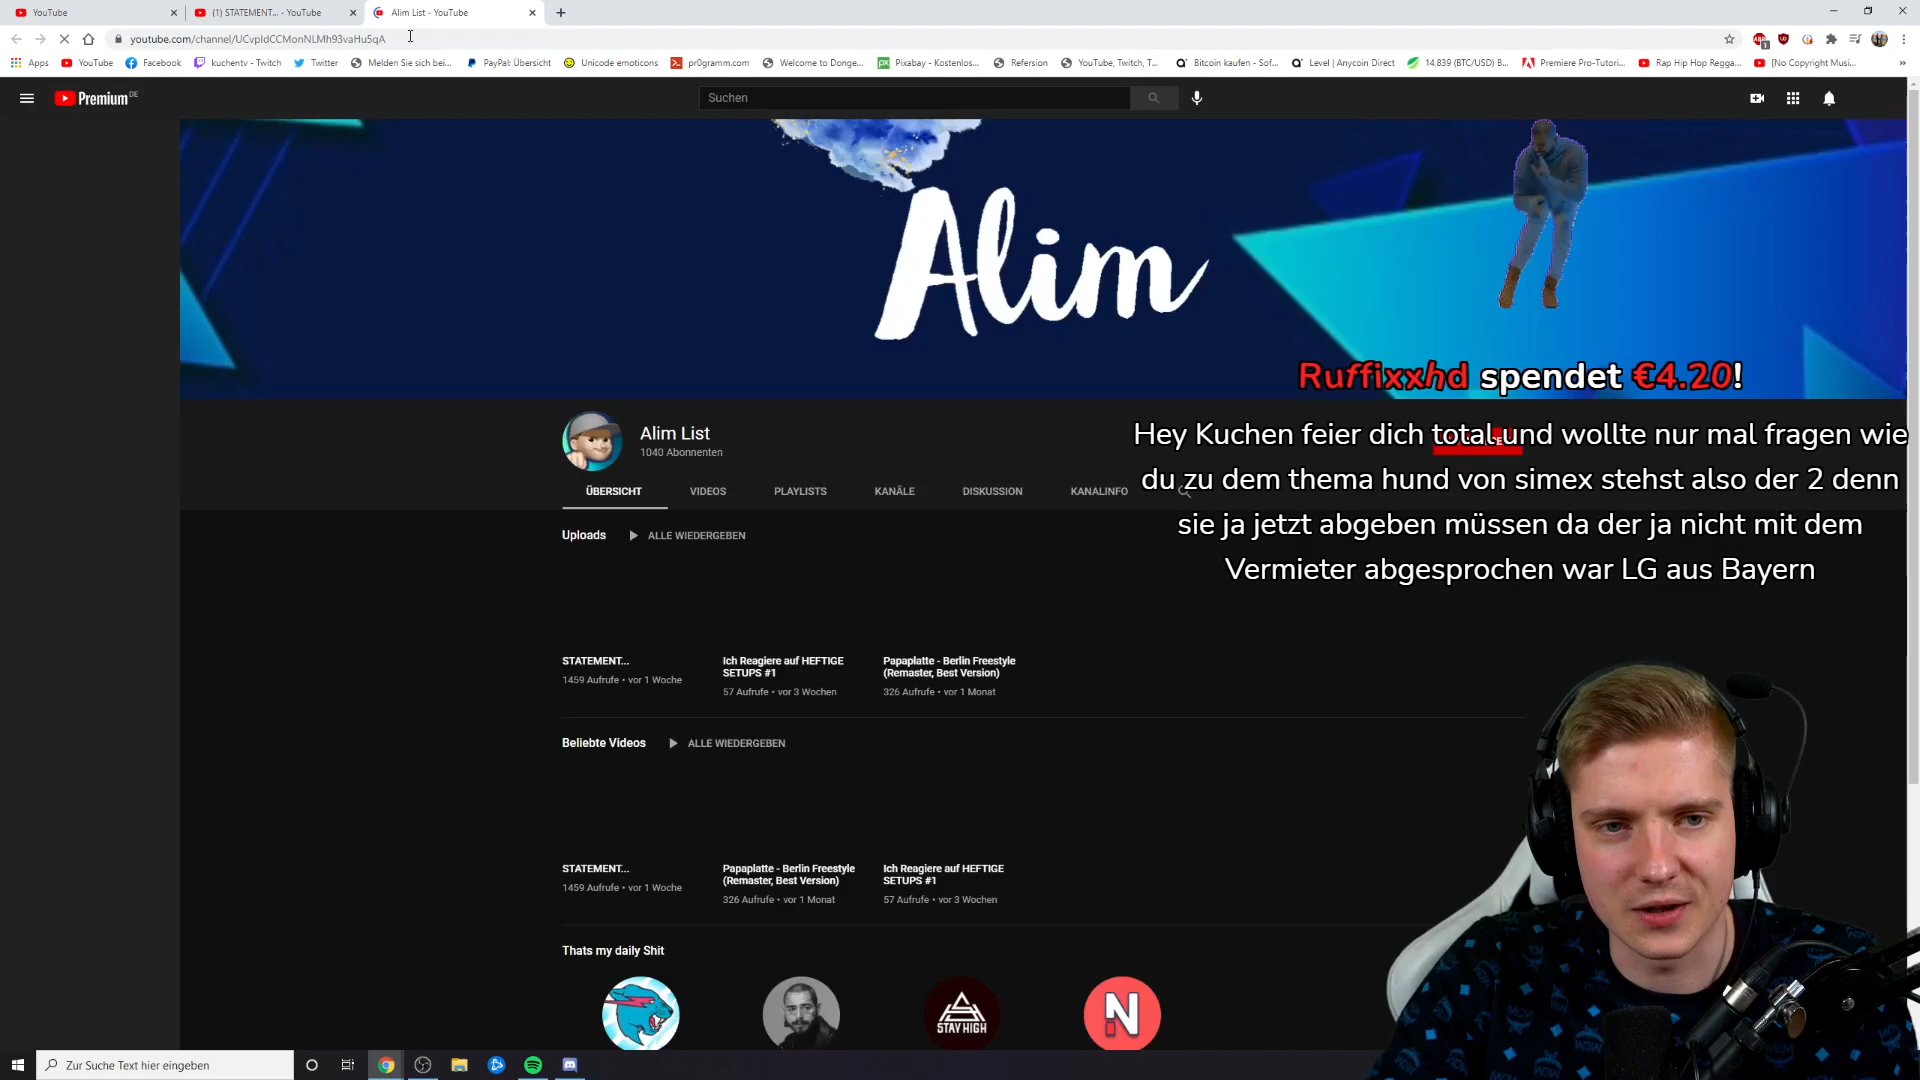 YouTube
(1) STATEMENT... - YouTube
Alim List - YouTube
youtube.com/channel/UCvpIdCCMonNLMh93vaHu5qA
Apps
YouTube
Facebook
kuchentv - Twitch
Twitter
Melden Sie sich bei...
PayPal: Übersicht
Unicode emoticons
pr0gramm.com
Welcome to Donge...
Pixabay - Kostenlos...
Refersion
YouTube, Twitch, T...
Bitcoin kaufen - Sof...
Level | Anycoin Direct
14,839 (BTC/USD) B...
Premiere Pro-Tutori...
Rap Hip Hop Regga...
[No Copyright Musi...
Premium DE
Suchen
Alim
Ruffixxhd spendet €4.20!
Hey Kuchen feier dich total und wollte nur mal fragen wie
du zu dem thema hund von simex stehst also der 2 denn
sie ja jetzt abgeben müssen da der ja nicht mit dem
Vermieter abgesprochen war LG aus Bayern
Alim List
1040 Abonnenten
ÜBERSICHT
VIDEOS
PLAYLISTS
KANÄLE
DISKUSSION
KANALINFO
Uploads
ALLE WIEDERGEBEN
STATEMENT...
1459 Aufrufe • vor 1 Woche
Ich Reagiere auf HEFTIGE
SETUPS #1
57 Aufrufe • vor 3 Wochen
Papaplatte - Berlin Freestyle
(Remaster, Best Version)
326 Aufrufe • vor 1 Monat
Beliebte Videos
ALLE WIEDERGEBEN
STATEMENT...
1459 Aufrufe • vor 1 Woche
Papaplatte - Berlin Freestyle
(Remaster, Best Version)
326 Aufrufe • vor 1 Monat
Ich Reagiere auf HEFTIGE
SETUPS #1
57 Aufrufe • vor 3 Wochen
Thats my daily Shit
STAY HIGH
N
Zur Suche Text hier eingeben